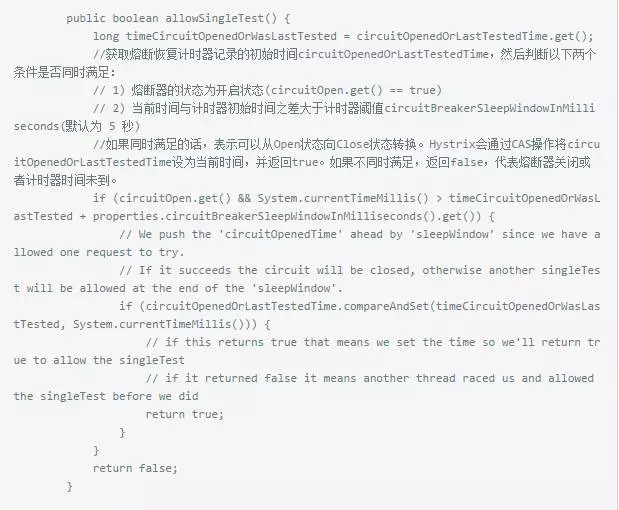 public boolean allowSingleTest() {
long timeCircuitOpenedOrWasLastTested = circuitOpenedOrLastTestedTime.get();
//获取熔断恢复计时器记录的初始时间circuitOpenedOrLastTestedTime，然后判断以下两个
条件是否同时满足：
// 1) 熔断器的状态为开启状态(circuitOpen.get() == true)
// 2) 当前时间与计时器初始时间之差大于计时器阈值circuitBreakerSleepWindowInMilli
seconds(默认为 5 秒)
//如果同时满足的话，表示可以从Open状态向Close状态转换。Hystrix会通过CAS操作将circ
uitOpenedOrLastTestedTime设为当前时间，并返回true。如果不同时满足，返回false，代表熔断器关闭或
者计时器时间未到。
if (circuitOpen.get() && System.currentTimeMillis() > timeCircuitOpenedOrWasL
astTested + properties.circuitBreakerSleepWindowInMilliseconds().get()) {
// We push the 'circuitOpenedTime' ahead by 'sleepWindow' since we have a
llowed one request to try.
// If it succeeds the circuit will be closed, otherwise another singleTes
t will be allowed at the end of the 'sleepWindow'.
if (circuitOpenedOrLastTestedTime.compareAndSet(timeCircuitOpenedOrWasLas
tTested, System.currentTimeMillis())) {
// if this returns true that means we set the time so we'll return tr
ue to allow the singleTest
// if it returned false it means another thread raced us and allowed
the singleTest before we did
return true;
}
}
return false;
}